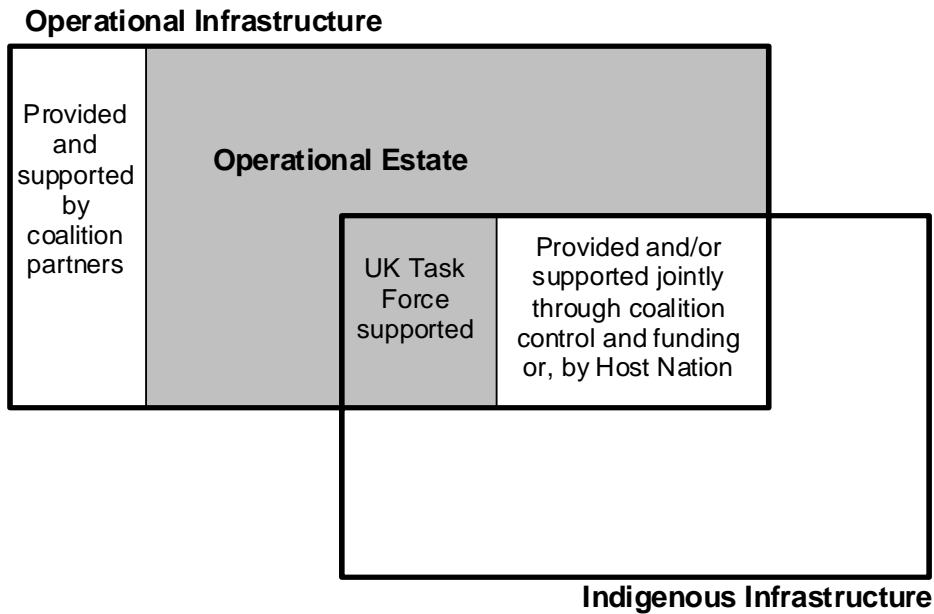 Operational Infrastructure
Provided
and
supported
by
coalition
partners
Operational Estate
UK Task
Force
supported
Provided and/or
supported jointly
through coalition
control and funding
or, by Host Nation
Indigenous Infrastructure